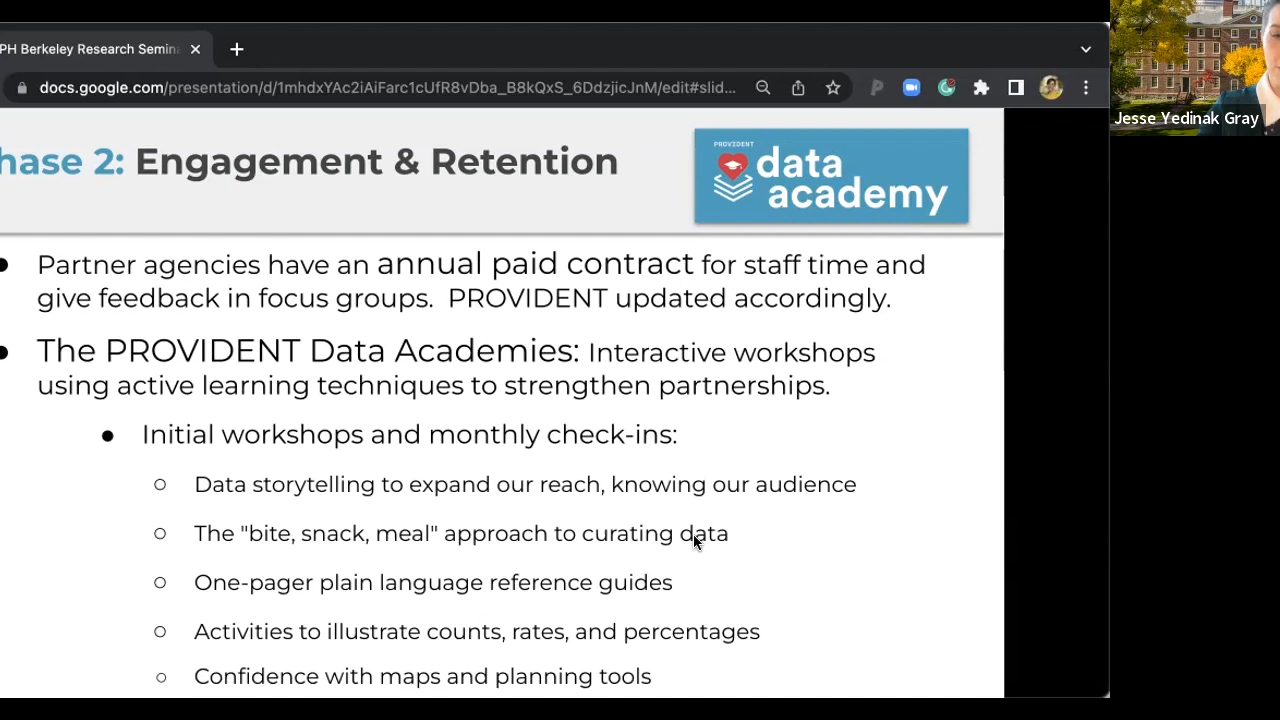 PH Berkeley Research Semin
docs.google.com/presentation/d/1mhdxYAc2iAiFarc1cUfR8vDba_B8kQxS_6DdzjicJnM/edit#slid...
Jesse Yedinak Gray
hase 2: Engagement & Retention
PROVIDENT
data
academy
Partner agencies have an annual paid contract for staff time and
give feedback in focus groups.  PROVIDENT updated accordingly.
The PROVIDENT Data Academies: Interactive workshops
using active learning techniques to strengthen partnerships.
Initial workshops and monthly check-ins:
Data storytelling to expand our reach, knowing our audience
The "bite, snack, meal" approach to curating data
One-pager plain language reference guides
Activities to illustrate counts, rates, and percentages
Confidence with maps and planning tools